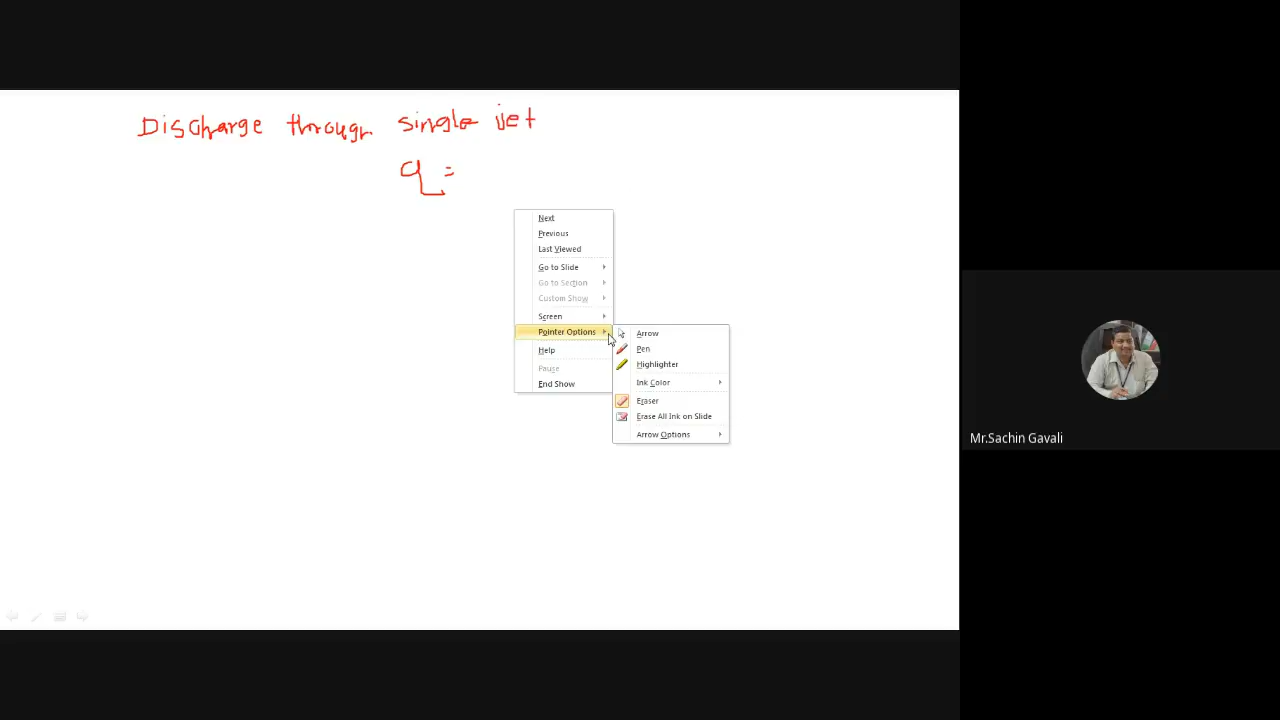 Discharge through single jet
q =
Next
Previous
Last Viewed
Go to Slide
Go to Section
Custom Show
Screen
Pointer Options
Help
Pause
End Show
Arrow
Pen
Highlighter
Ink Color
Eraser
Erase All Ink on Slide
Arrow Options
Mr.Sachin Gavali